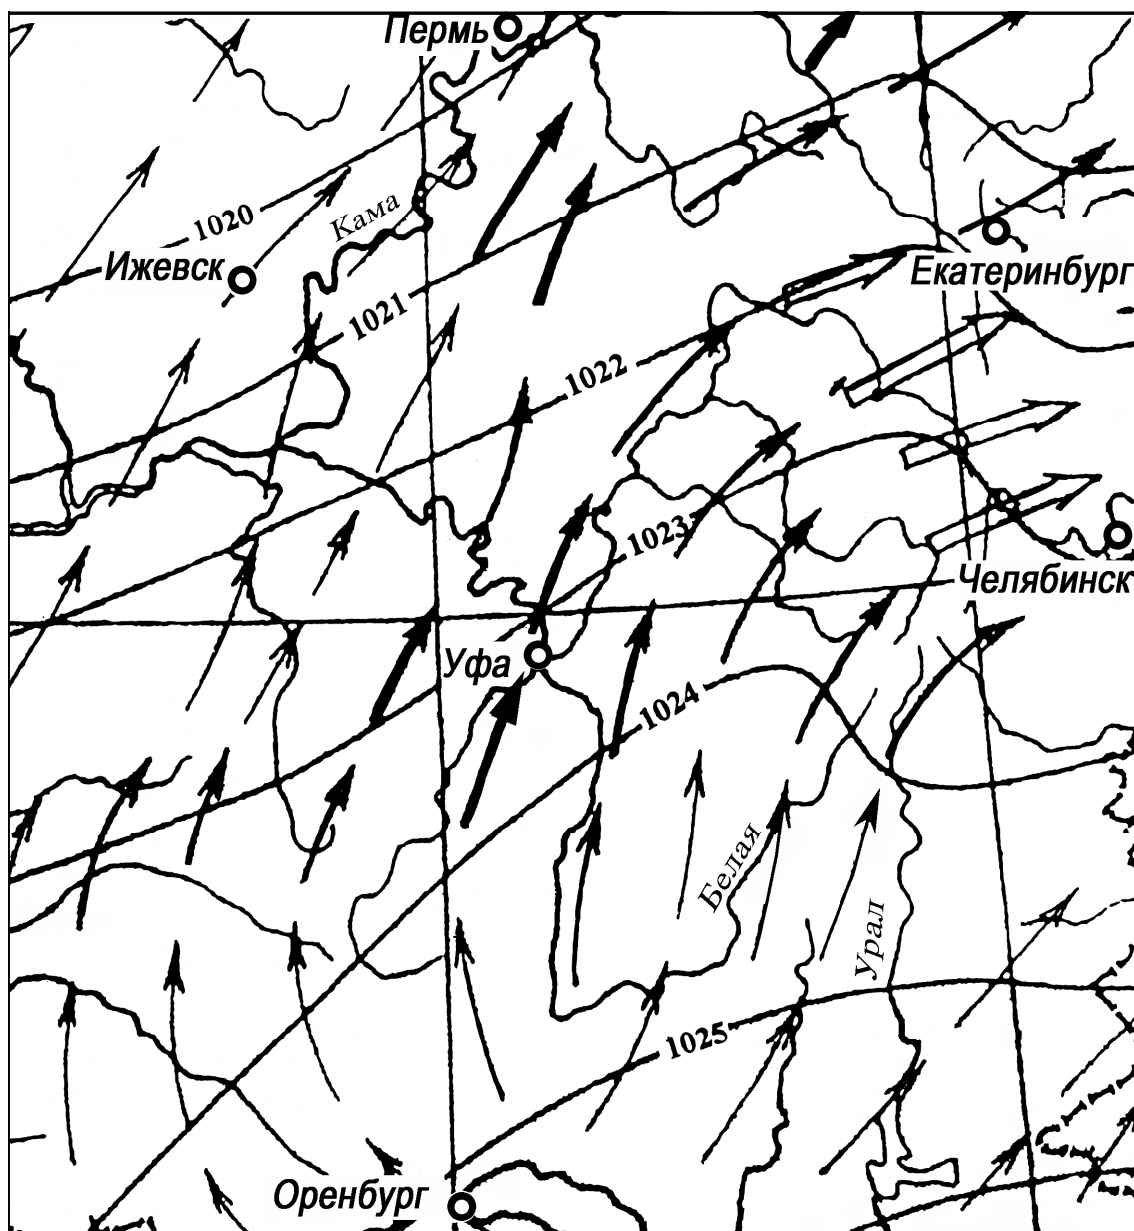 Пермь
1020
Кама
Ижевск
Екатеринбург
1021
1022
1023
Челябинск
Уфа
1024
Белая
Урал
1025
Оренбург